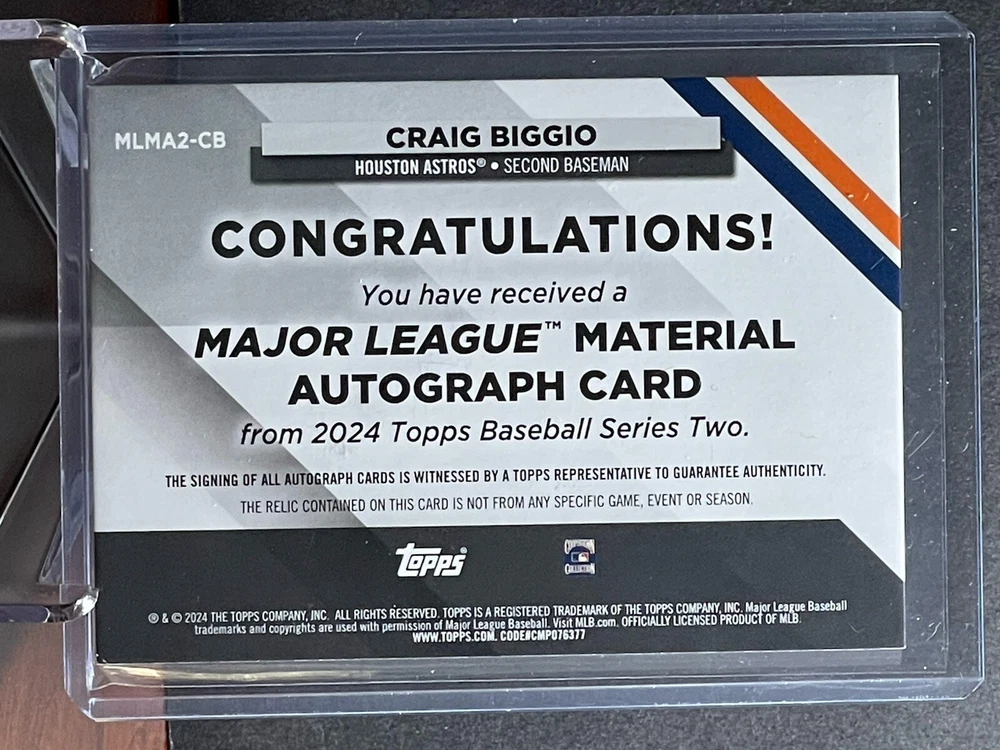 MLMA2-CB
CRAIG BIGGIO
HOUSTON ASTROS® • SECOND BASEMAN
CONGRATULATIONS!
You have received a
MAJOR LEAGUE™ MATERIAL
AUTOGRAPH CARD
from 2024 Topps Baseball Series Two.
THE SIGNING OF ALL AUTOGRAPH CARDS IS WITNESSED BY A TOPPS REPRESENTATIVE TO GUARANTEE AUTHENTICITY.
THE RELIC CONTAINED ON THIS CARD IS NOT FROM ANY SPECIFIC GAME, EVENT OR SEASON.
topps®
® & © 2024 THE TOPPS COMPANY, INC. ALL RIGHTS RESERVED. TOPPS IS A REGISTERED TRADEMARK OF THE TOPPS COMPANY, INC. Major League Baseball
trademarks and copyrights are used with permission of Major League Baseball. Visit MLB.com. OFFICIALLY LICENSED PRODUCT OF MLB.
WWW.TOPPS.COM. CODE#CMP076377